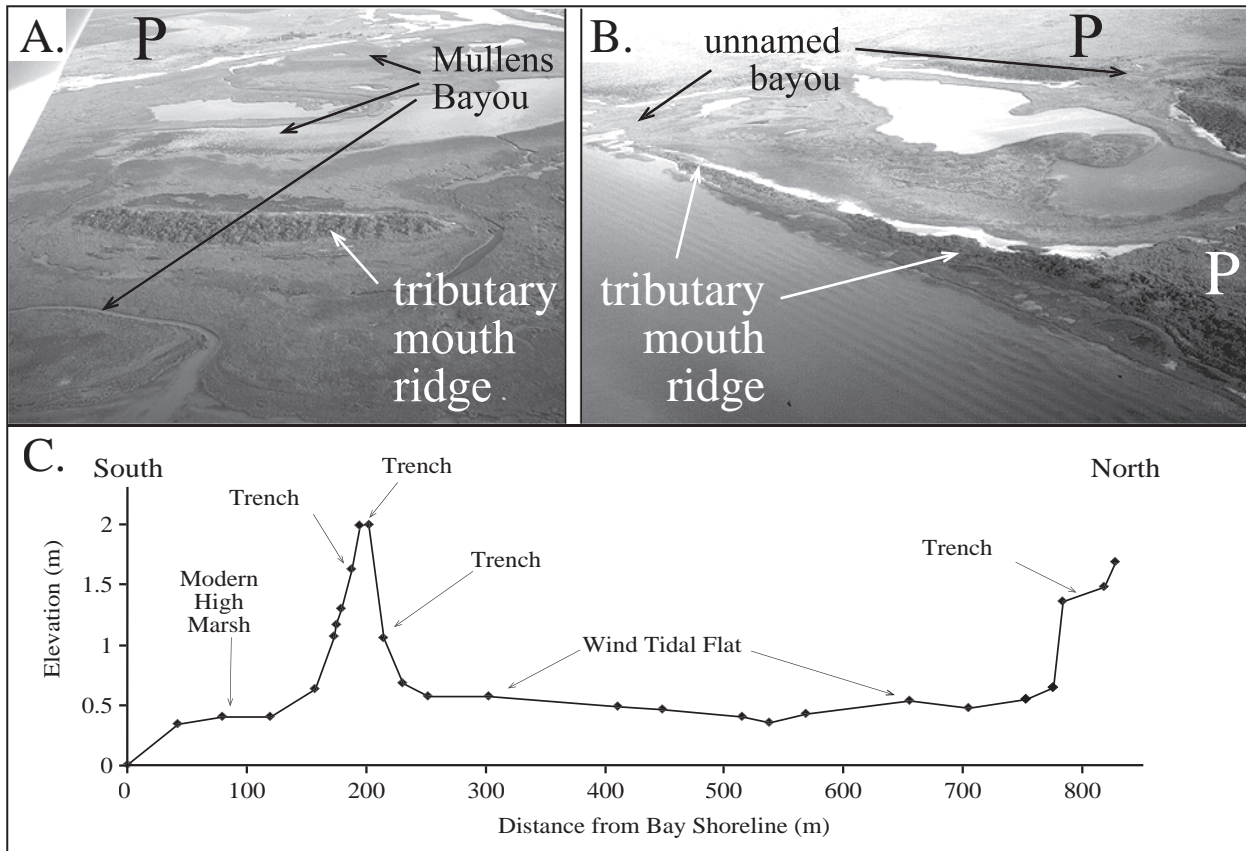 A.
P
Mullens
Bayou
tributary
mouth
ridge
B.
unnamed
bayou
P
P
tributary
mouth
ridge
C.
South
North
Trench
Trench
Trench
Trench
Modern
High
Marsh
Wind Tidal Flat
Elevation (m)
2
1.5
1
0.5
0
0 100 200 300 400 500 600 700 800
Distance from Bay Shoreline (m)